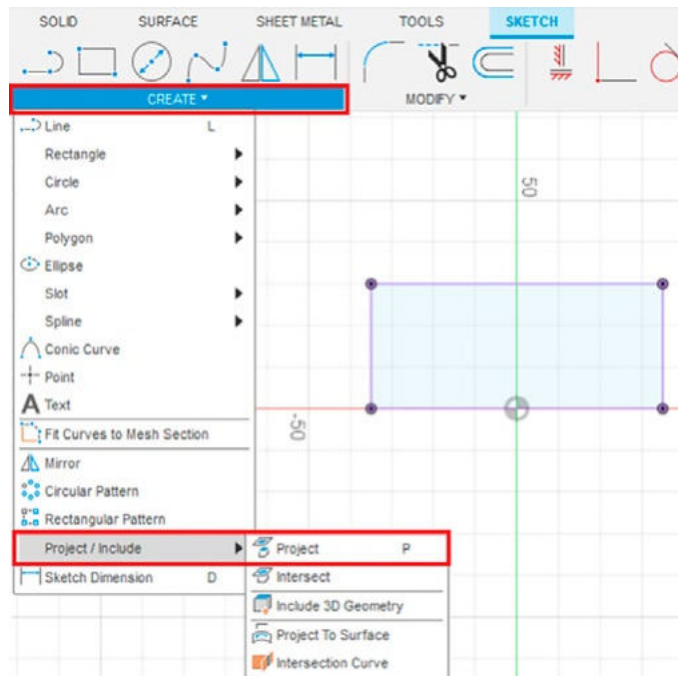 SOLID SURFACE SHEET METAL TOOLS SKETCH
CREATE ▾ MODIFY ▾
Line L
Rectangle
Circle
Arc
Polygon
Ellipse
Slot
Spline
Conic Curve
Point
Text
Fit Curves to Mesh Section
Mirror
Circular Pattern
Rectangular Pattern
Project / Include
Project P
Sketch Dimension D
Intersect
Include 3D Geometry
Project To Surface
Intersection Curve
50
-50